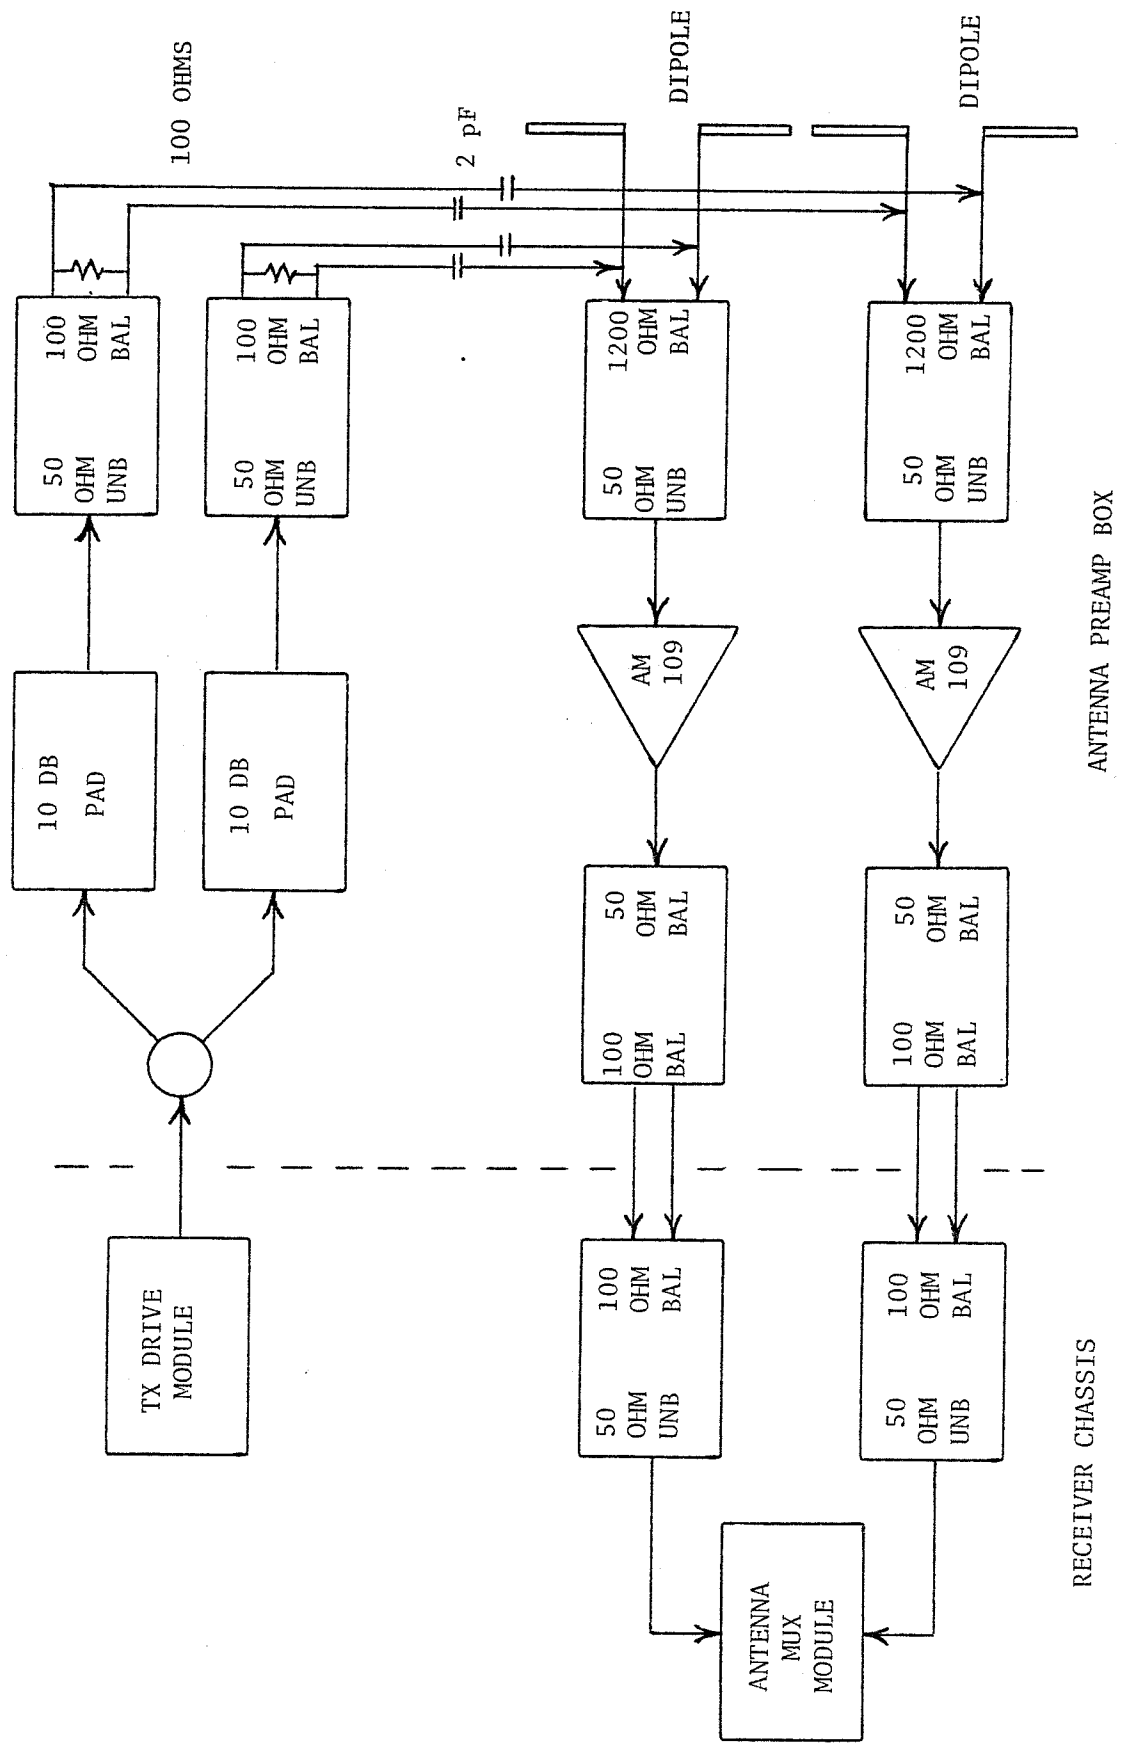 100 OHMS
2 pF
DIPOLE
DIPOLE
50
OHM
UNB
100
OHM
BAL
50
OHM
UNB
100
OHM
BAL
10 DB
PAD
10 DB
PAD
TX DRIVE
MODULE
50
OHM
UNB
1200
OHM
BAL
AM
109
100
OHM
BAL
50
OHM
BAL
50
OHM
UNB
100
OHM
BAL
50
OHM
UNB
1200
OHM
BAL
AM
109
100
OHM
BAL
50
OHM
BAL
50
OHM
UNB
100
OHM
BAL
ANTENNA
MUX
MODULE
RECEIVER CHASSIS
ANTENNA PREAMP BOX